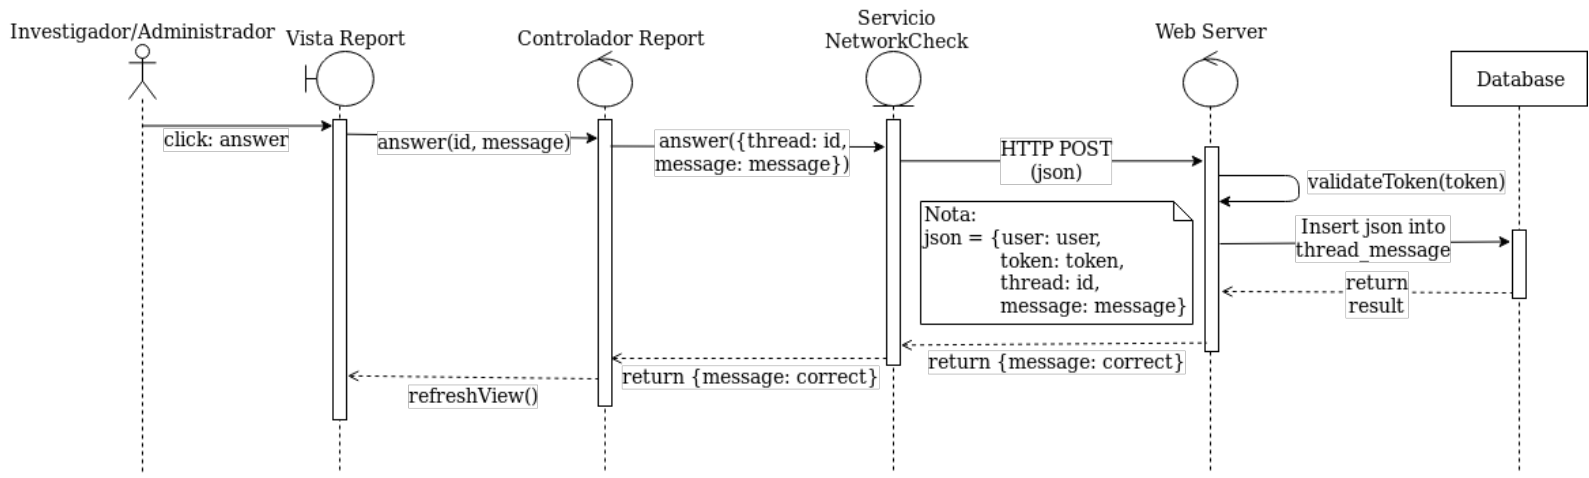 Investigador/Administrador
Vista Report
Controlador Report
Servicio
NetworkCheck
Web Server
Database
click: answer
answer(id, message)
answer({thread: id,
message: message})
HTTP POST
(json)
validateToken(token)
Nota:
json = {user: user,
token: token,
thread: id,
message: message}
Insert json into
thread_message
return
result
return {message: correct}
return {message: correct}
refreshView()